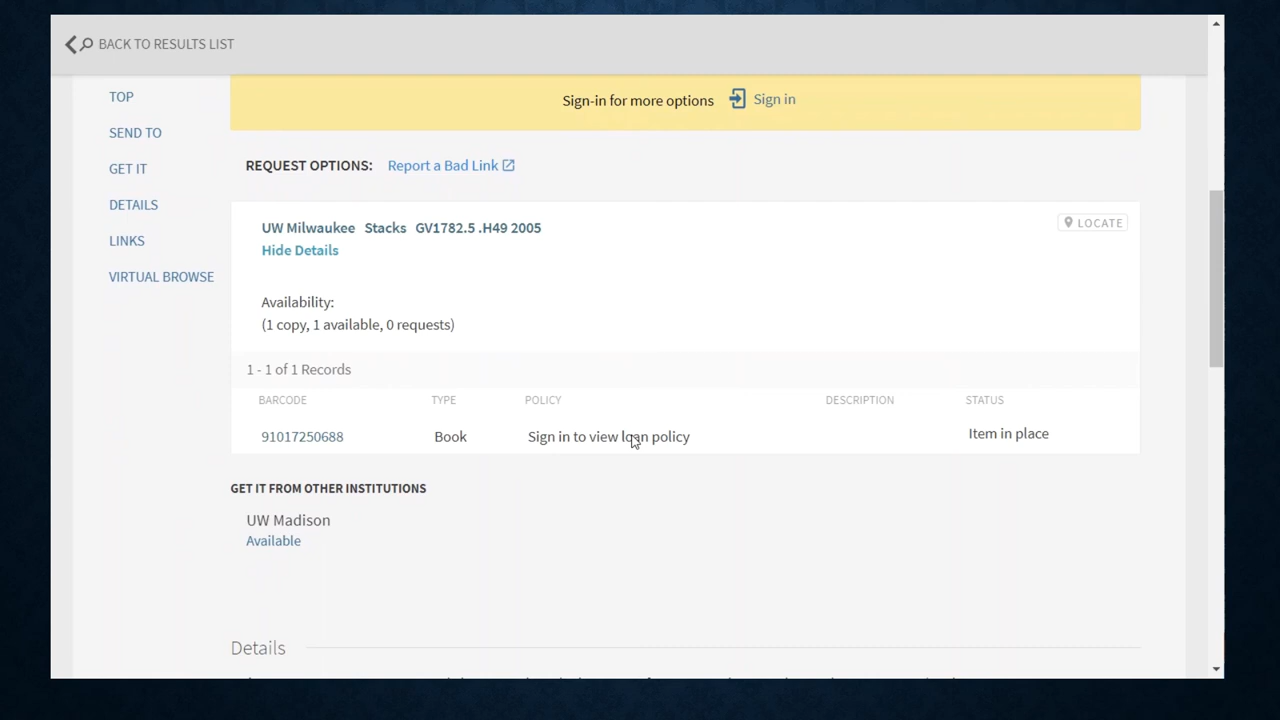 BACK TO RESULTS LIST
TOP
SEND TO
GET IT
DETAILS
LINKS
VIRTUAL BROWSE
Sign-in for more options Sign in
REQUEST OPTIONS: Report a Bad Link
UW Milwaukee Stacks GV1782.5 .H49 2005
LOCATE
Hide Details
Availability:
(1 copy, 1 available, 0 requests)
1 - 1 of 1 Records
BARCODE TYPE POLICY DESCRIPTION STATUS
91017250688 Book Sign in to view loan policy Item in place
GET IT FROM OTHER INSTITUTIONS
UW Madison
Available
Details